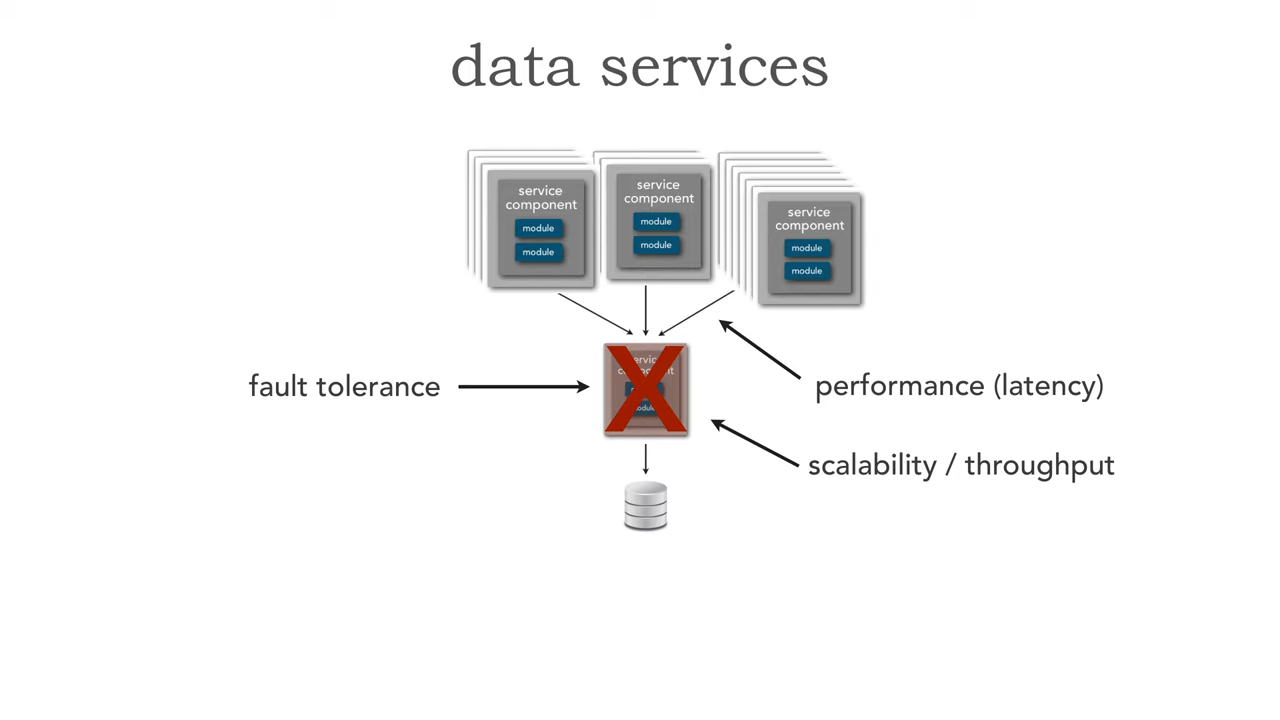 data services
service
component
module
module
service
component
module
module
service
component
module
module
fault tolerance
performance (latency)
scalability / throughput